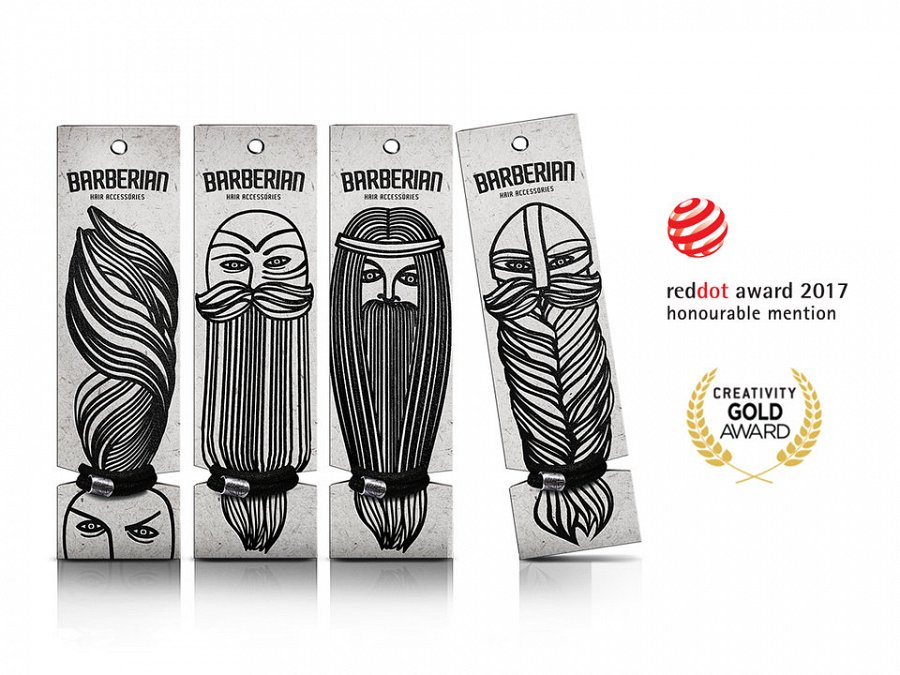 BARBERIAN
HAIR ACCESSORIES
BARBERIAN
HAIR ACCESSORIES
BARBERIAN
HAIR ACCESSORIES
BARBERIAN
HAIR ACCESSORIES
reddot award 2017
honourable mention
CREATIVITY
GOLD
AWARD